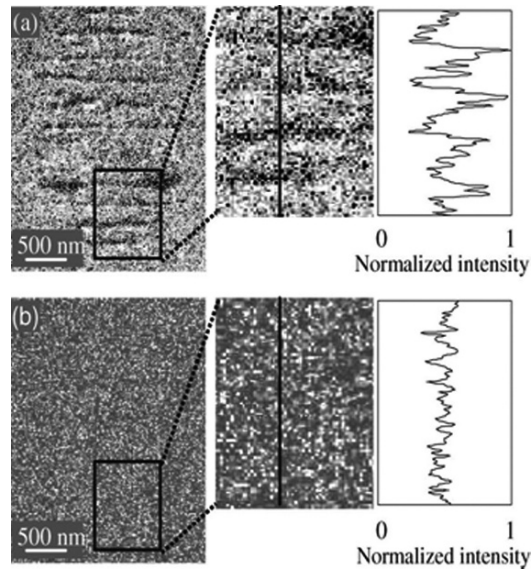 (a)
500 nm
0 1
Normalized intensity
(b)
500 nm
0 1
Normalized intensity